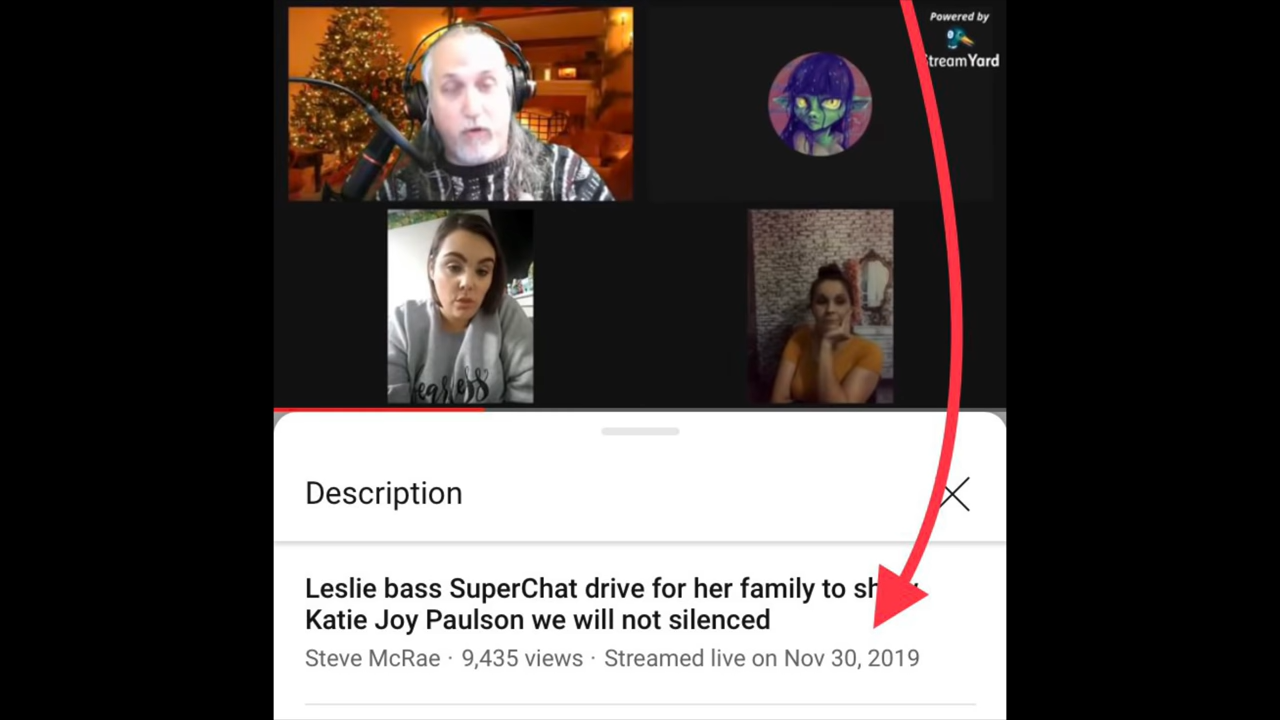 Powered by
StreamYard
earless
Description
Leslie bass SuperChat drive for her family to
Katie Joy Paulson we will not silenced
Steve McRae · 9,435 views · Streamed live on Nov 30, 2019